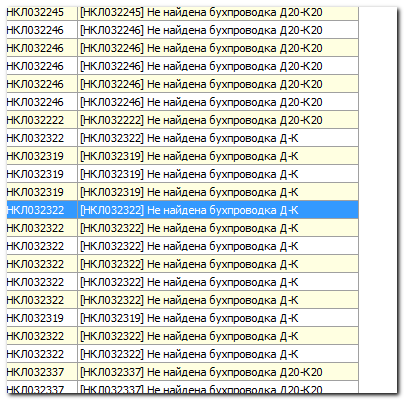 НКЛ032245 [НКЛ032245] Не найдена бухпроводка Д20-К20
НКЛ032246 [НКЛ032246] Не найдена бухпроводка Д20-К20
НКЛ032246 [НКЛ032246] Не найдена бухпроводка Д20-К20
НКЛ032246 [НКЛ032246] Не найдена бухпроводка Д20-К20
НКЛ032246 [НКЛ032246] Не найдена бухпроводка Д20-К20
НКЛ032246 [НКЛ032246] Не найдена бухпроводка Д20-К20
НКЛ032222 [НКЛ032222] Не найдена бухпроводка Д20-К20
НКЛ032322 [НКЛ032322] Не найдена бухпроводка Д-К
НКЛ032319 [НКЛ032319] Не найдена бухпроводка Д-К
НКЛ032319 [НКЛ032319] Не найдена бухпроводка Д-К
НКЛ032319 [НКЛ032319] Не найдена бухпроводка Д-К
НКЛ032322 [НКЛ032322] Не найдена бухпроводка Д-К
НКЛ032322 [НКЛ032322] Не найдена бухпроводка Д-К
НКЛ032322 [НКЛ032322] Не найдена бухпроводка Д-К
НКЛ032322 [НКЛ032322] Не найдена бухпроводка Д-К
НКЛ032322 [НКЛ032322] Не найдена бухпроводка Д-К
НКЛ032322 [НКЛ032322] Не найдена бухпроводка Д-К
НКЛ032319 [НКЛ032319] Не найдена бухпроводка Д-К
НКЛ032322 [НКЛ032322] Не найдена бухпроводка Д-К
НКЛ032322 [НКЛ032322] Не найдена бухпроводка Д-К
НКЛ032337 [НКЛ032337] Не найдена бухпроводка Д20-К20
НКЛ032337 [НКЛ032337] Не найдена бухпроводка Д20-К20